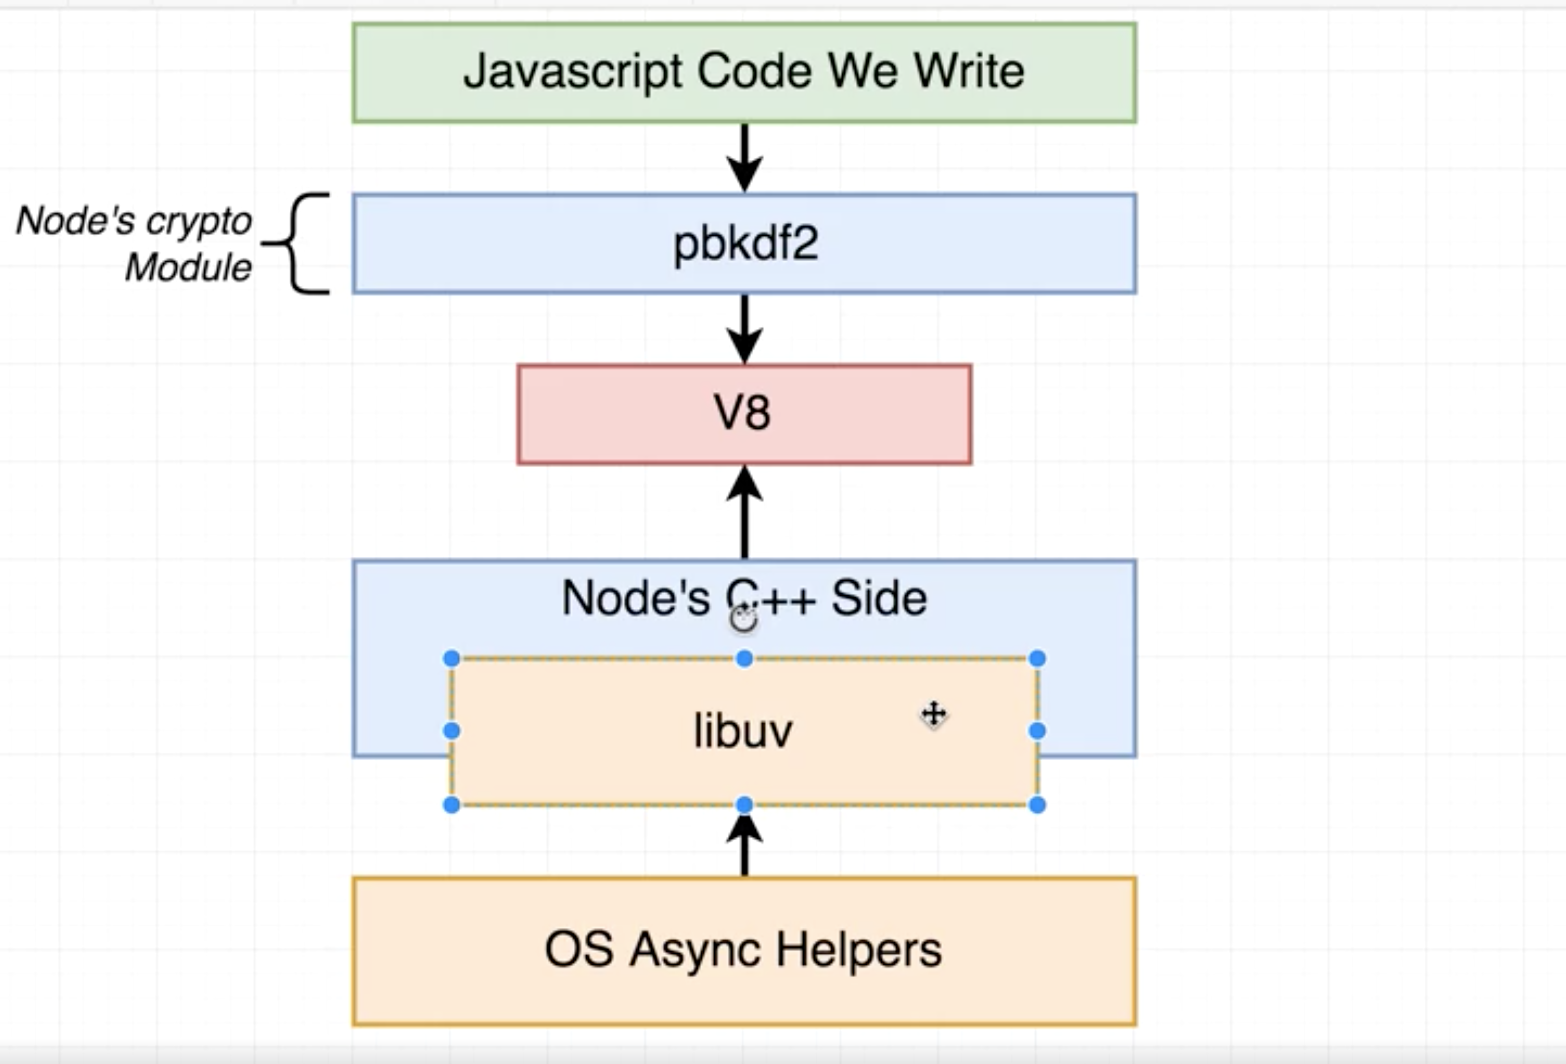 Javascript Code We Write
Node's crypto
Module
pbkdf2
V8
Node's C++ Side
libuv
OS Async Helpers